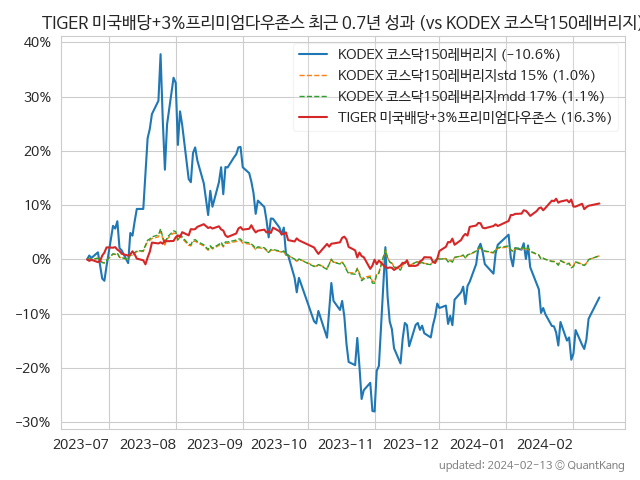 TIGER 미국배당+3%프리미엄다우존스 최근 0.7년 성과 (vs KODEX 코스닥150레버리지)
40%
30%
20%
10%
0%
−10%
−20%
−30%
KODEX 코스닥150레버리지 (−10.6%)
KODEX 코스닥150레버리지std 15% (1.0%)
KODEX 코스닥150레버리지mdd 17% (1.1%)
TIGER 미국배당+3%프리미엄다우존스 (16.3%)
2023-07 2023-08 2023-09 2023-10 2023-11 2023-12 2024-01 2024-02
updated: 2024-02-13 ⓒ QuantKang